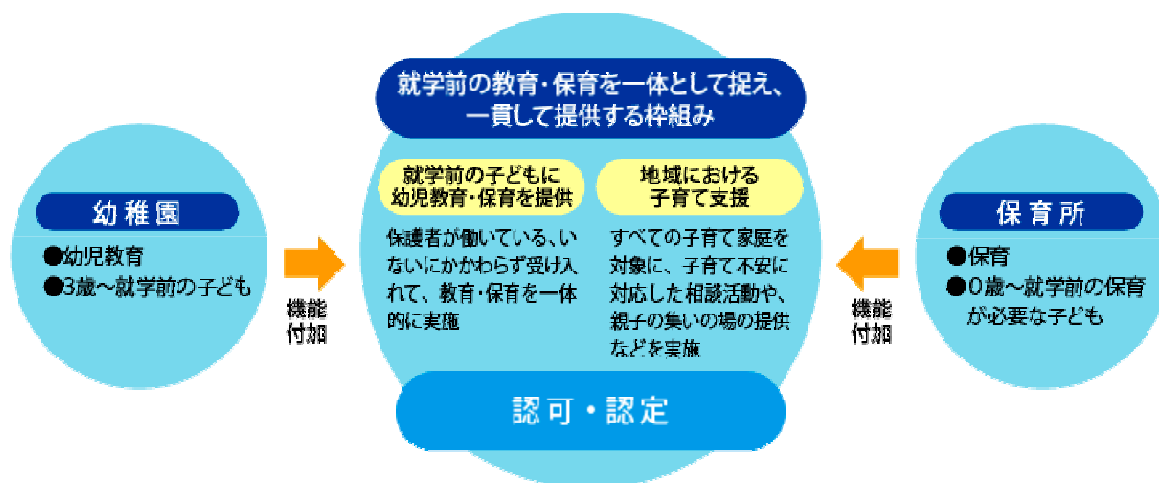 就学前の教育・保育を一体として捉え、
一貫して提供する枠組み
就学前の子どもに
幼児教育・保育を提供
保護者が働いている、い
ないにかかわらず受け入
れて、教育・保育を一体
的に実施
地域における
子育て支援
すべての子育て家庭を
対象に、子育て不安に
対応した相談活動や、
親子の集いの場の提供
などを実施
認可・認定
幼稚園
●幼児教育
●3歳～就学前の子ども
機能
付加
保育所
●保育
●0歳～就学前の保育
が必要な子ども
機能
付加